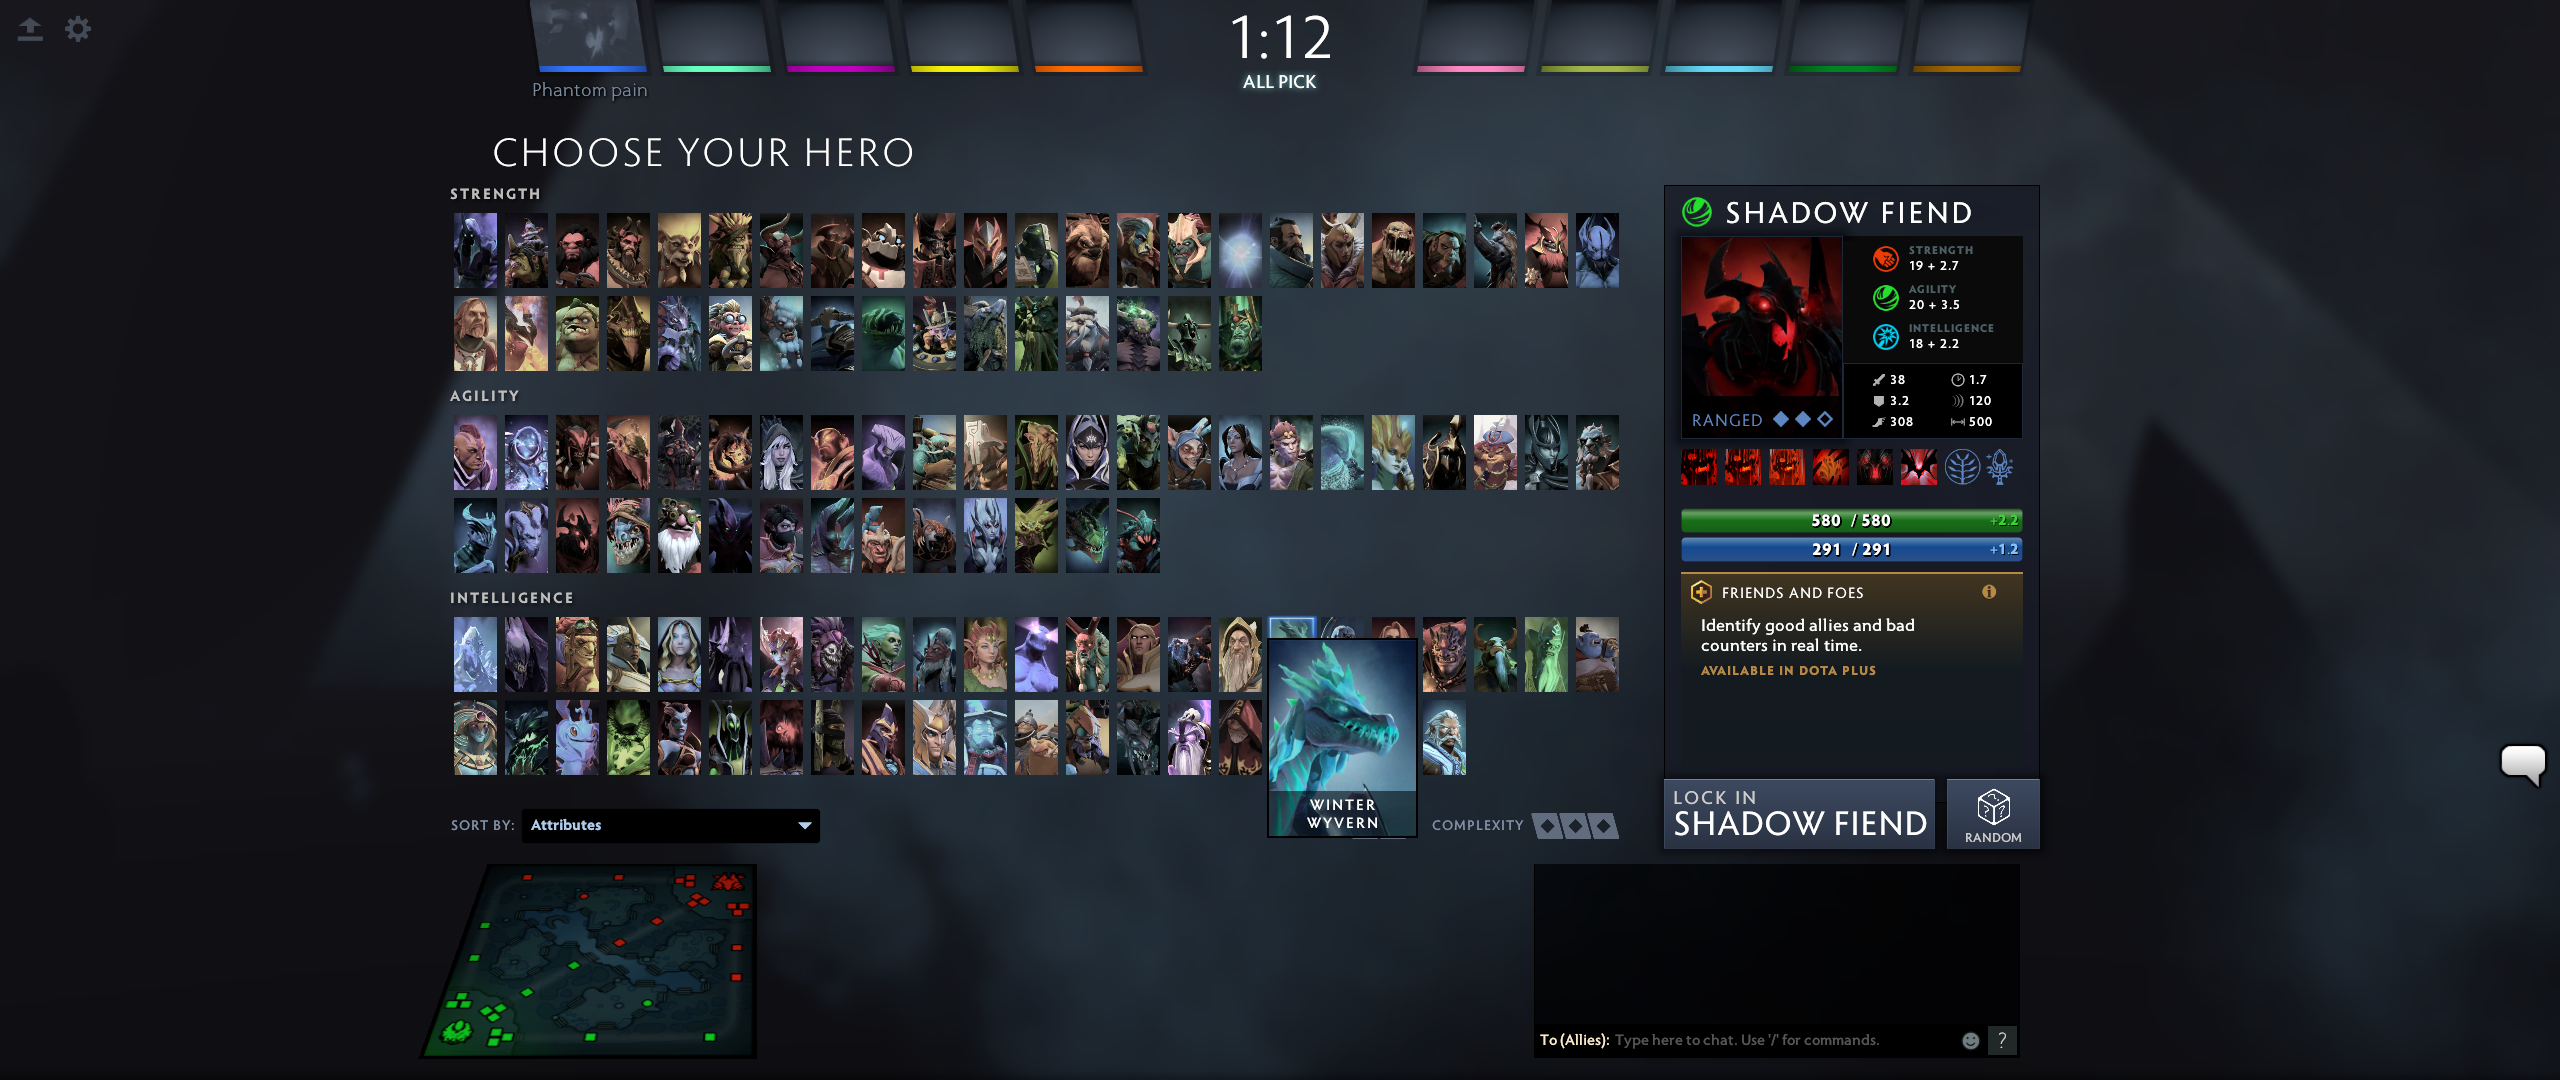 1:12
ALL PICK
Phantom pain
CHOOSE YOUR HERO
STRENGTH
AGILITY
INTELLIGENCE
WINTER
WYVERN
SORT BY:
Attributes
COMPLEXITY
SHADOW FIEND
STRENGTH
19 + 2.7
AGILITY
20 + 3.5
INTELLIGENCE
18 + 2.2
RANGED
38
1.7
3.2
120
308
500
580 / 580
+2.2
291 / 291
+1.2
FRIENDS AND FOES
Identify good allies and bad
counters in real time.
AVAILABLE IN DOTA PLUS
LOCK IN
SHADOW FIEND
RANDOM
To (Allies): Type here to chat. Use '/' for commands.
?